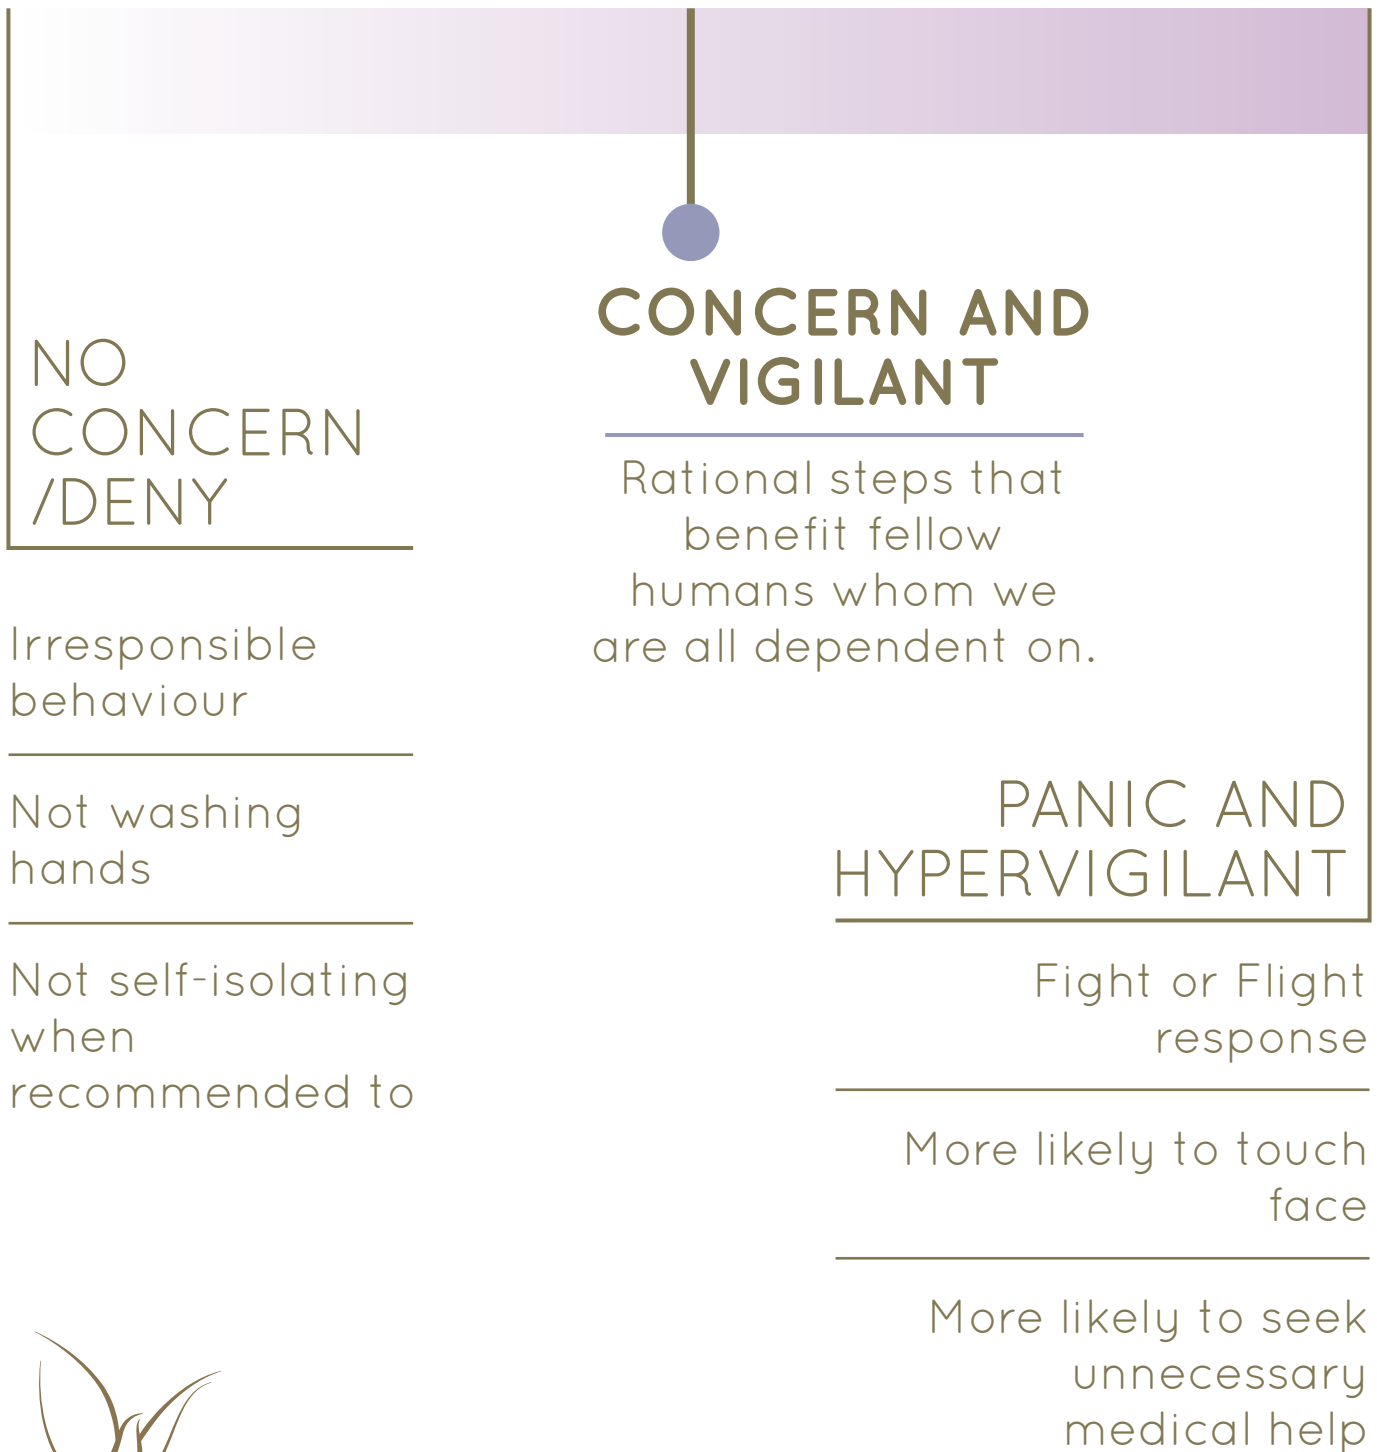 NO
CONCERN
/DENY
Irresponsible
behaviour
Not washing
hands
Not self-isolating
when
recommended to
CONCERN AND
VIGILANT
Rational steps that
benefit fellow
humans whom we
are all dependent on.
PANIC AND
HYPERVIGILANT
Fight or Flight
response
More likely to touch
face
More likely to seek
unnecessary
medical help